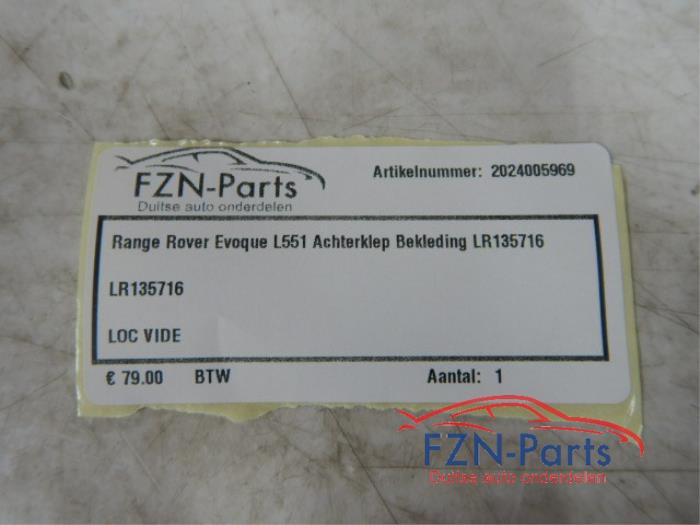 FZN-Parts
Duitse auto onderdelen
Artikelnummer: 2024005969
Range Rover Evoque L551 Achterklep Bekleding LR135716
LR135716
LOC VIDE
€ 79.00 BTW Aantal: 1
FZN-Parts
Duitse auto onderdelen